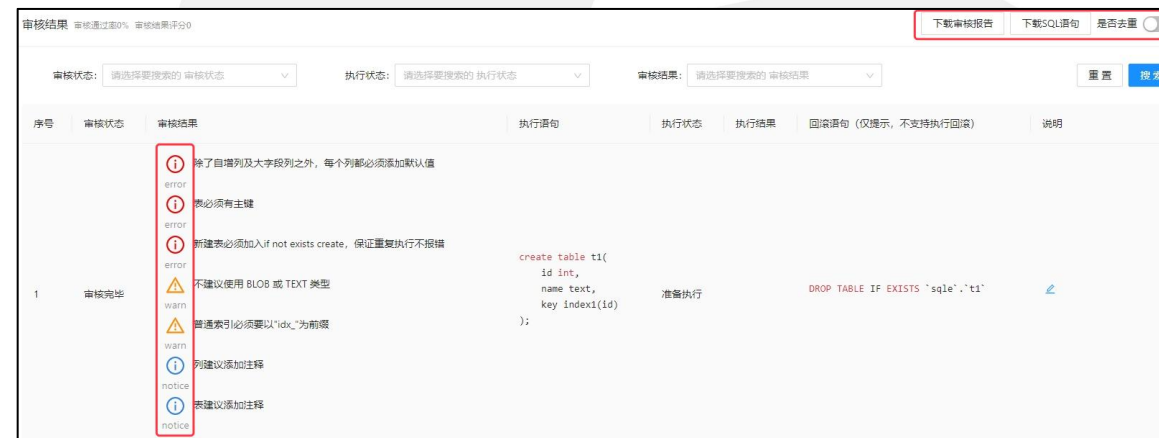 审核结果 审核通过率0% 审核结果评分0 下载审核报告 下载SQL语句 是否去重
审核状态: 请选择要搜索的 审核状态 执行状态: 请选择要搜索的 执行状态 审核结果: 请选择要搜索的 审核结果 重置 搜索
序号 审核状态 审核结果 执行语句 执行状态 执行结果 回滚语句（仅提示，不支持执行回滚） 说明
除了自增列及大字段列之外，每个列都必须添加默认值
error
表必须有主键
error
新建表必须加入if not exists create，保证重复执行不报错
error
不建议使用 BLOB 或 TEXT 类型
warn
普通索引必须要以"idx_"为前缀
warn
列建议添加注释
notice
表建议添加注释
notice
1 审核完毕
create table t1(
id int,
name text,
key index1(id)
);
准备执行
DROP TABLE IF EXISTS `sqle`.`t1`